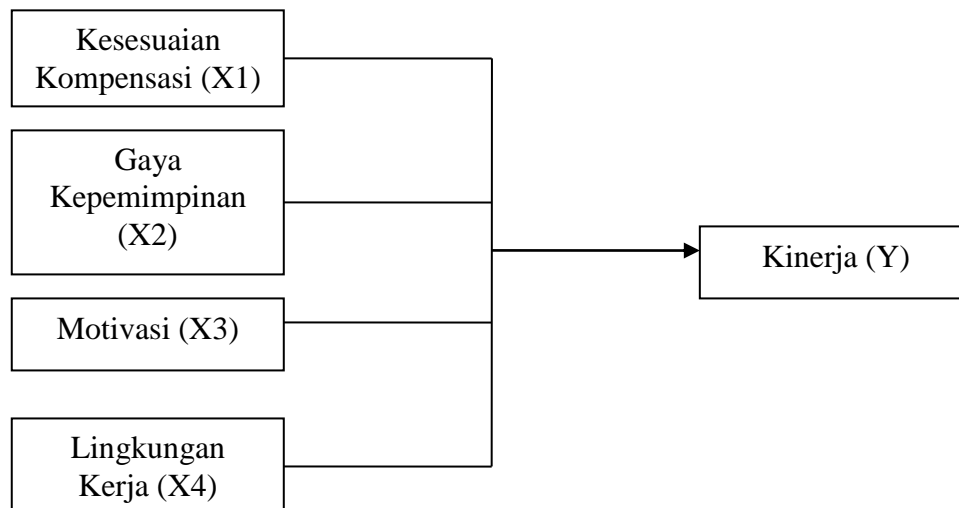 Kesesuaian
Kompensasi (X1)
Gaya
Kepemimpinan
(X2)
Kinerja (Y)
Motivasi (X3)
Lingkungan
Kerja (X4)